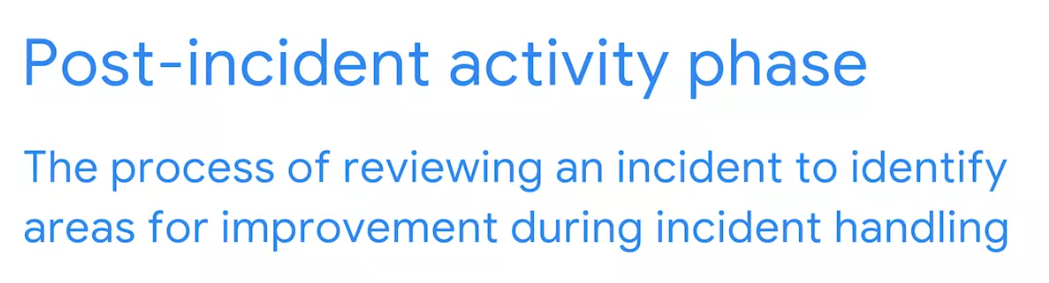 Post-incident activity phase
The process of reviewing an incident to identify
areas for improvement during incident handling